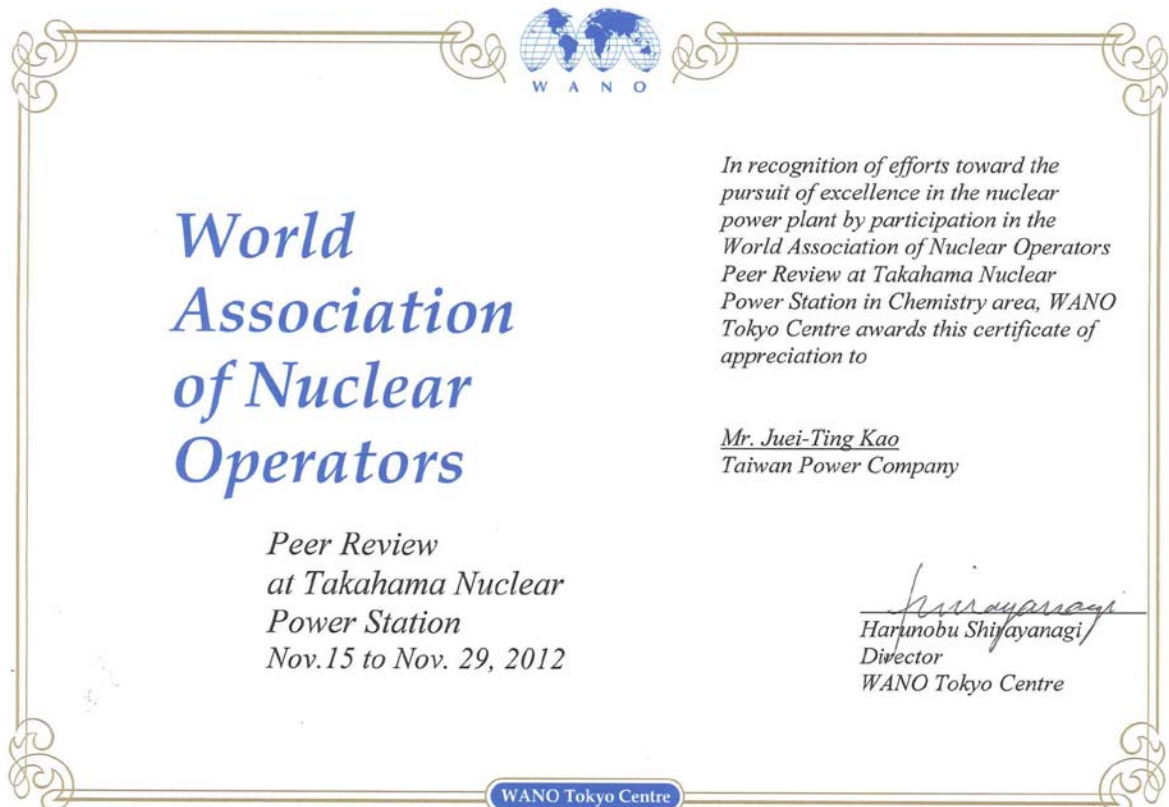 WANO
World
Association
of Nuclear
Operators
Peer Review
at Takahama Nuclear
Power Station
Nov.15 to Nov. 29, 2012
In recognition of efforts toward the
pursuit of excellence in the nuclear
power plant by participation in the
World Association of Nuclear Operators
Peer Review at Takahama Nuclear
Power Station in Chemistry area, WANO
Tokyo Centre awards this certificate of
appreciation to
Mr. Juei-Ting Kao
Taiwan Power Company
Harunobu Shirayanagi
Director
WANO Tokyo Centre
WANO Tokyo Centre